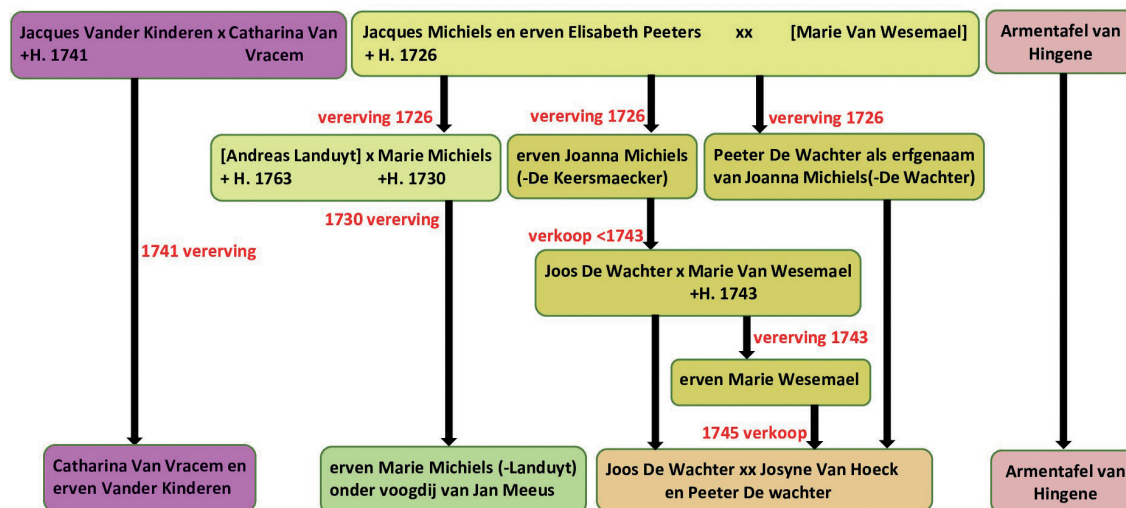 Jacques Vander Kinderen x Catharina Van
+H. 1741 Vracem
Jacques Michiels en erven Elisabeth Peeters xx [Marie Van Wesemael]
+ H. 1726
Armentafel van
Hingene
vererving 1726
vererving 1726
vererving 1726
[Andreas Landuyt] x Marie Michiels
+ H. 1763 +H. 1730
erven Joanna Michiels
(-De Keersmaecker)
Peeter De Wachter als erfgenaam
van Joanna Michiels(-De Wachter)
1741 vererving
1730 vererving
verkoop <1743
Joos De Wachter x Marie Van Wesemael
+H. 1743
vererving 1743
erven Marie Wesemael
1745 verkoop
Catharina Van Vracem en
erven Vander Kinderen
erven Marie Michiels (-Landuyt)
onder voogdij van Jan Meeus
Joos De Wachter xx Josyne Van Hoeck
en Peeter De wachter
Armentafel van
Hingene